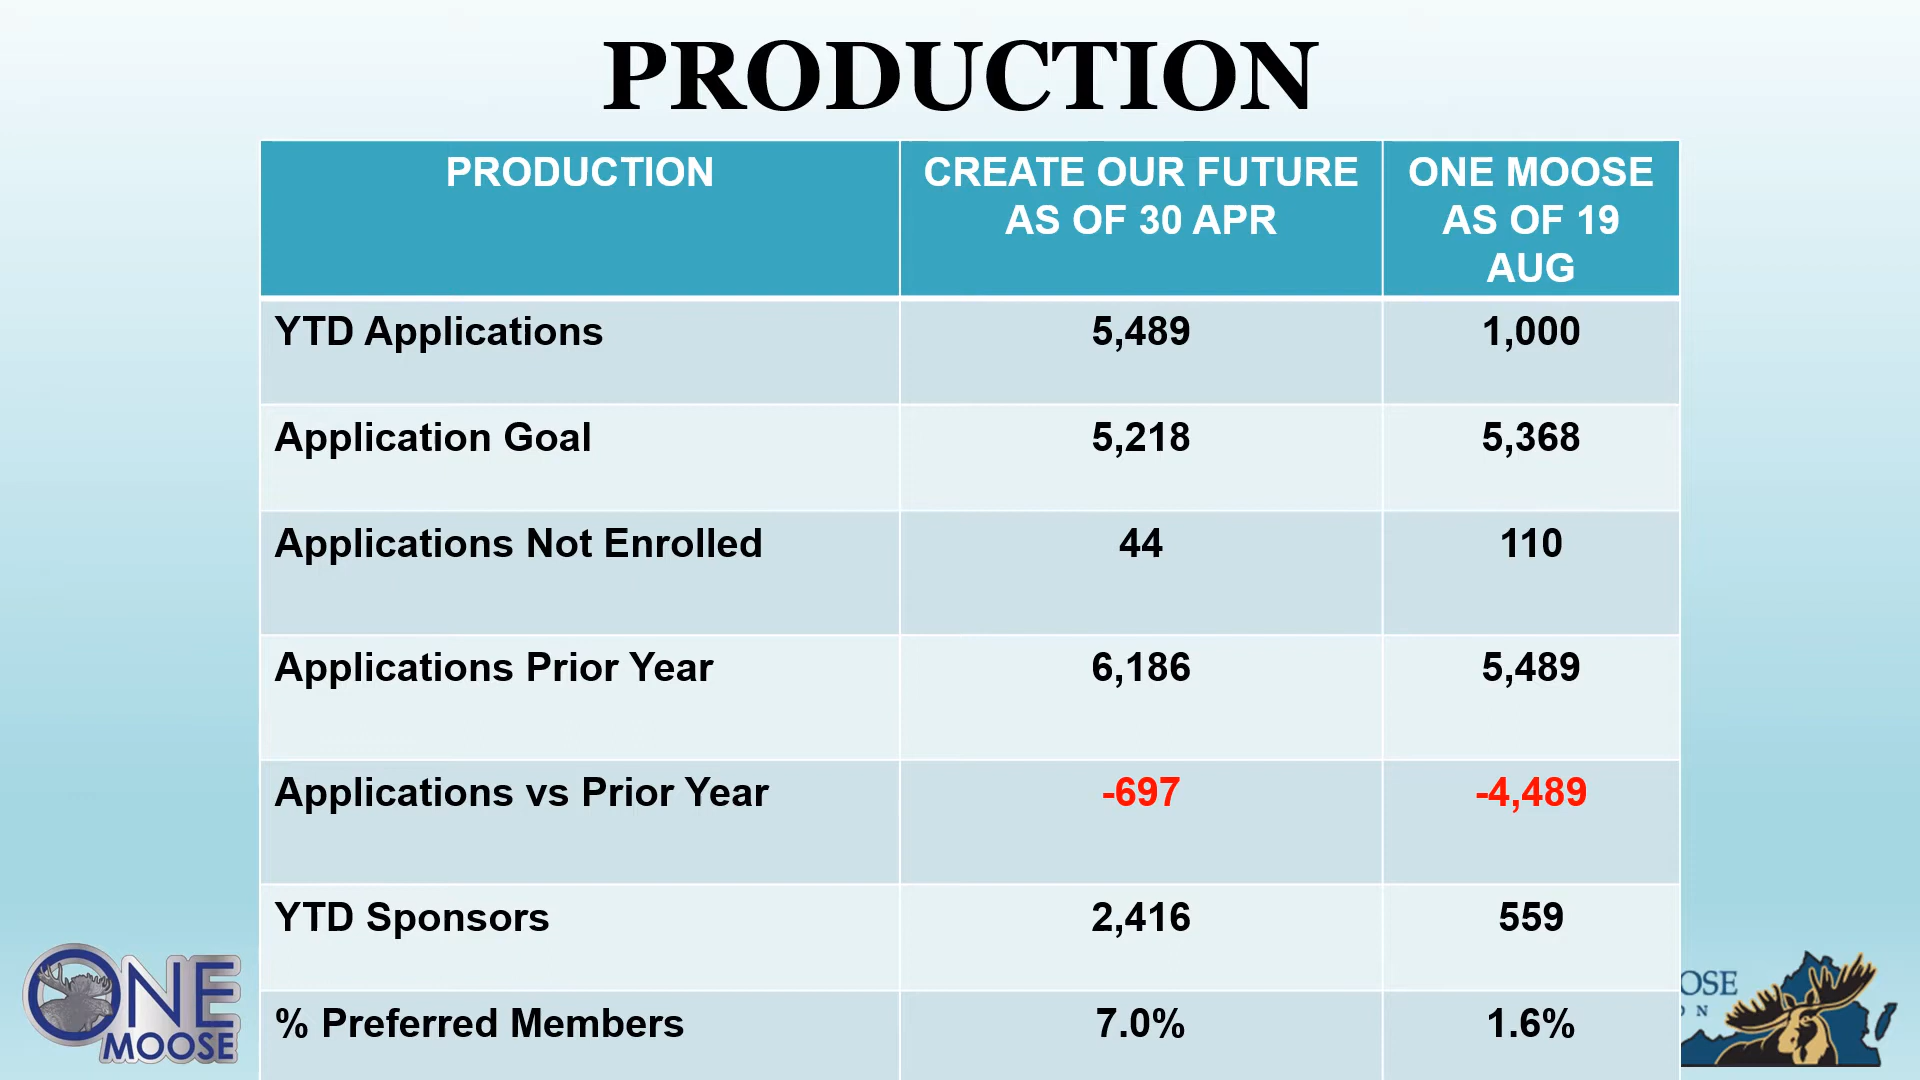 PRODUCTION
PRODUCTION
CREATE OUR FUTURE
AS OF 30 APR
ONE MOOSE
AS OF 19
AUG
YTD Applications 5,489 1,000
Application Goal 5,218 5,368
Applications Not Enrolled 44 110
Applications Prior Year 6,186 5,489
Applications vs Prior Year -697 -4,489
YTD Sponsors 2,416 559
% Preferred Members 7.0% 1.6%
ONE
MOOSE
OSE
N